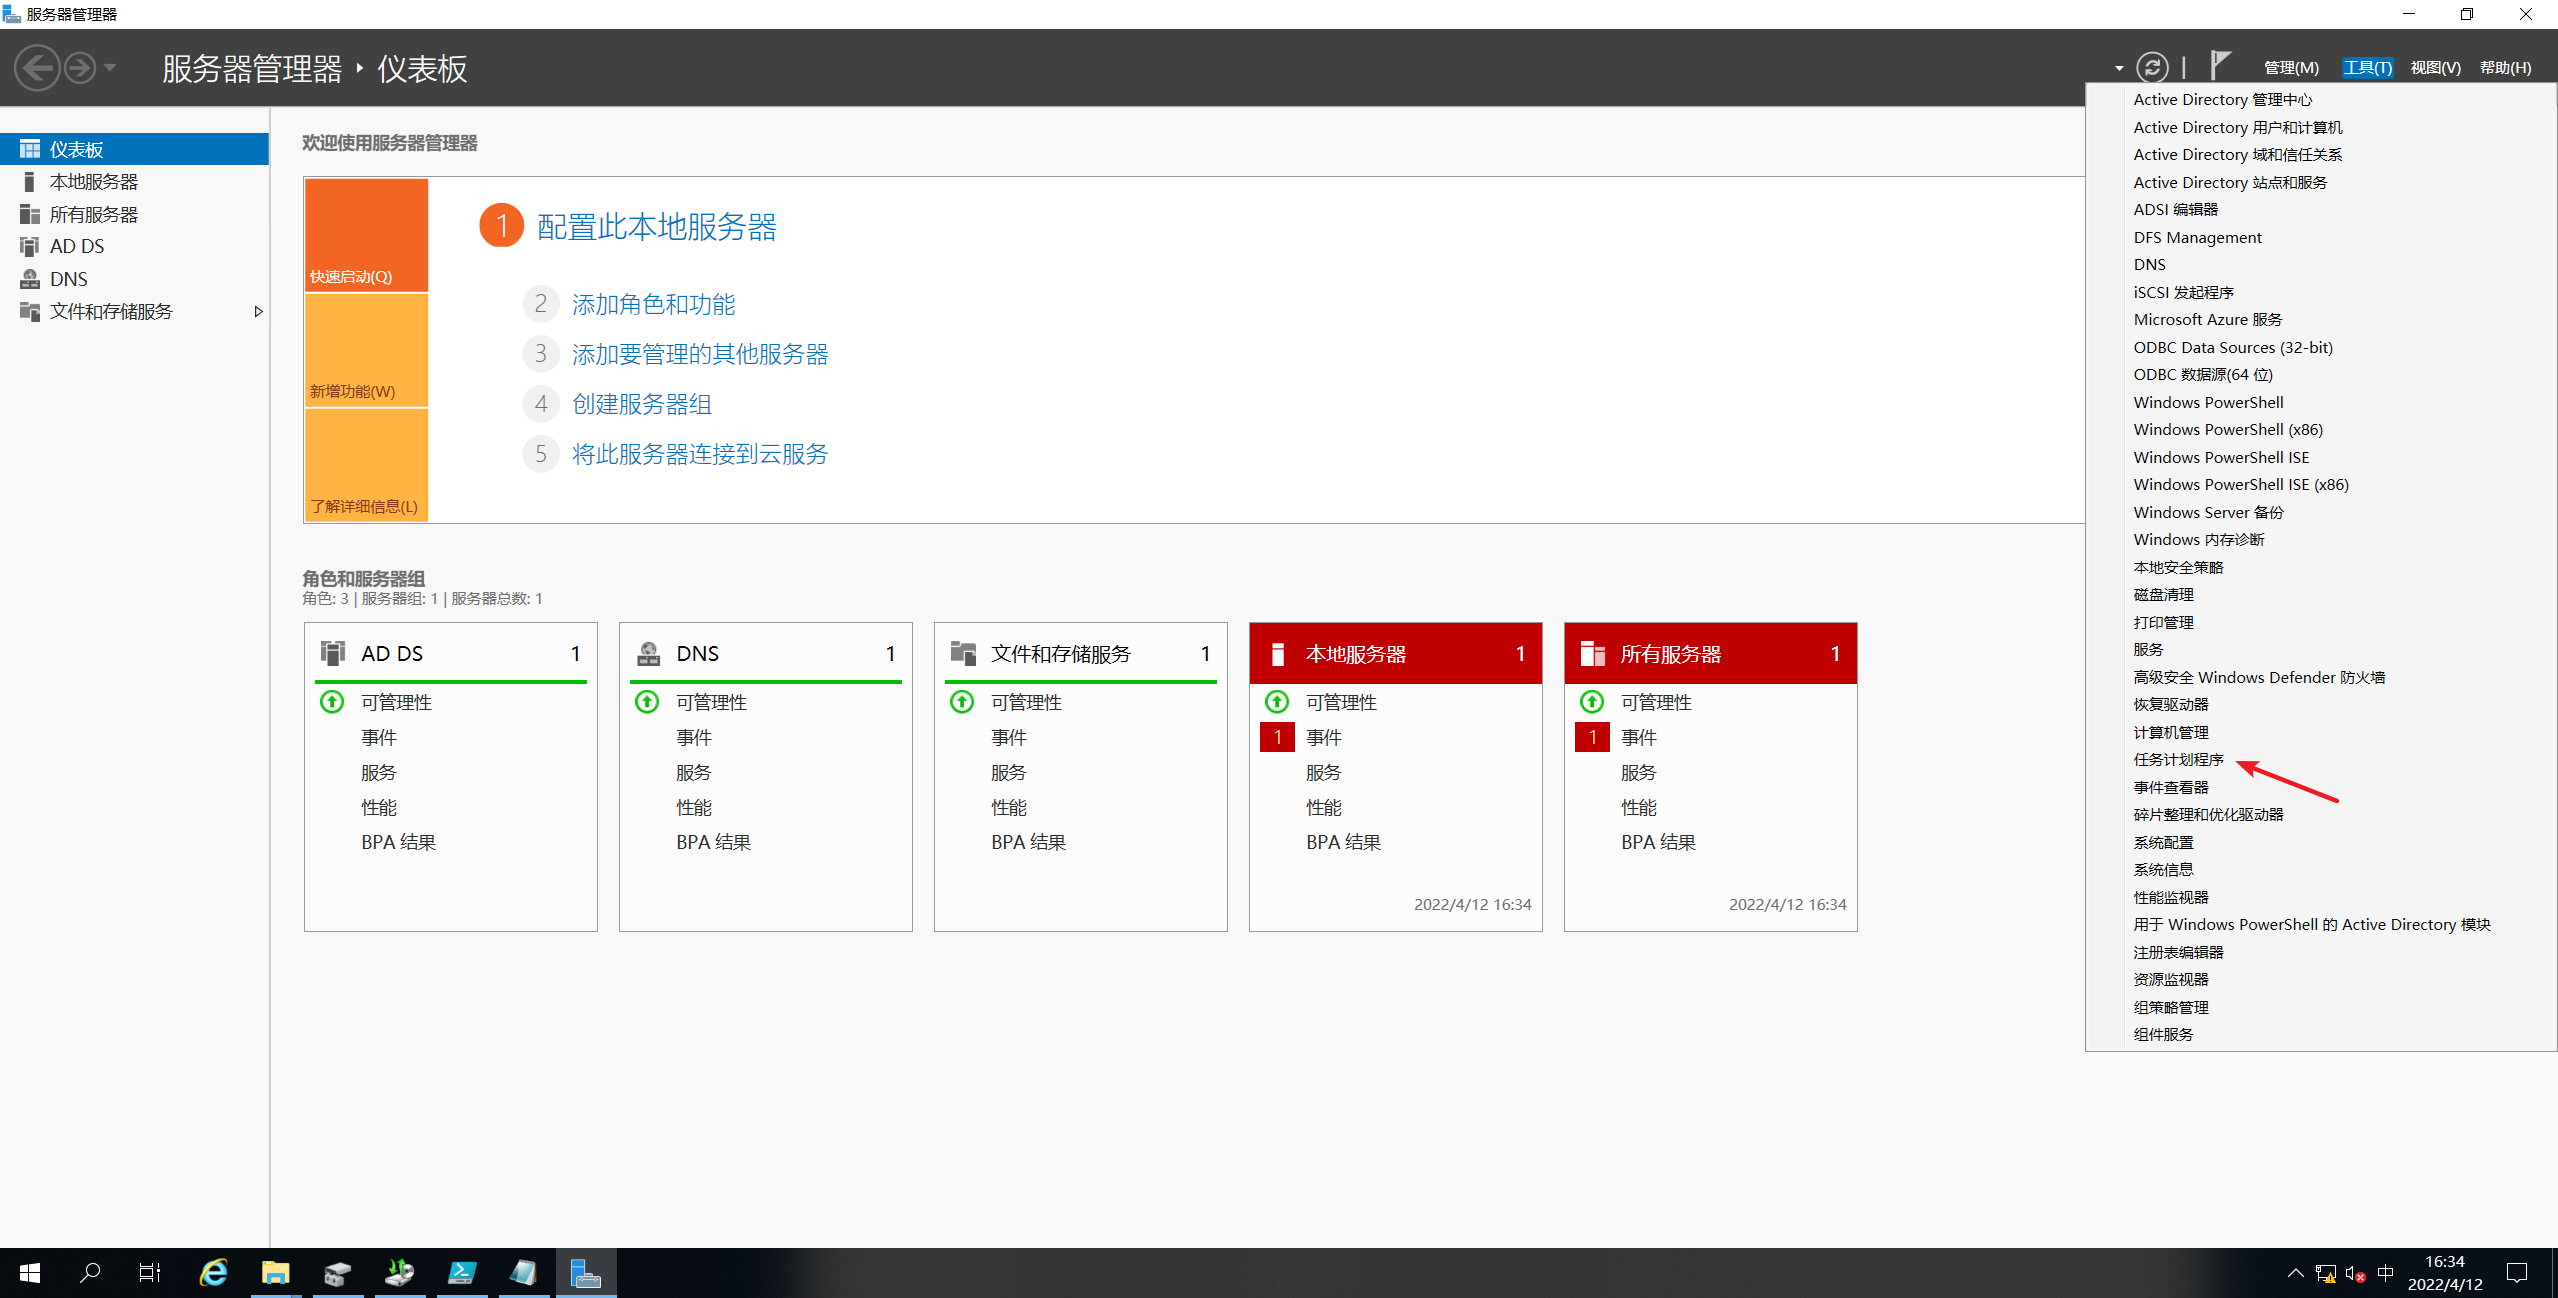 服务器管理器
服务器管理器 ‣ 仪表板
管理(M) 工具(T) 视图(V) 帮助(H)
仪表板
本地服务器
所有服务器
AD DS
DNS
文件和存储服务
欢迎使用服务器管理器
快速启动(Q)
新增功能(W)
了解详细信息(L)
1 配置此本地服务器
2 添加角色和功能
3 添加要管理的其他服务器
4 创建服务器组
5 将此服务器连接到云服务
角色和服务器组
角色: 3 | 服务器组: 1 | 服务器总数: 1
AD DS 1
可管理性
事件
服务
性能
BPA 结果
DNS 1
可管理性
事件
服务
性能
BPA 结果
文件和存储服务 1
可管理性
事件
服务
性能
BPA 结果
本地服务器 1
可管理性
1 事件
服务
性能
BPA 结果
2022/4/12 16:34
所有服务器 1
可管理性
1 事件
服务
性能
BPA 结果
2022/4/12 16:34
Active Directory 管理中心
Active Directory 用户和计算机
Active Directory 域和信任关系
Active Directory 站点和服务
ADSI 编辑器
DFS Management
DNS
iSCSI 发起程序
Microsoft Azure 服务
ODBC Data Sources (32-bit)
ODBC 数据源(64 位)
Windows PowerShell
Windows PowerShell (x86)
Windows PowerShell ISE
Windows PowerShell ISE (x86)
Windows Server 备份
Windows 内存诊断
本地安全策略
磁盘清理
打印管理
服务
高级安全 Windows Defender 防火墙
恢复驱动器
计算机管理
任务计划程序
事件查看器
碎片整理和优化驱动器
系统配置
系统信息
性能监视器
用于 Windows PowerShell 的 Active Directory 模块
注册表编辑器
资源监视器
组策略管理
组件服务
中
16:34
2022/4/12